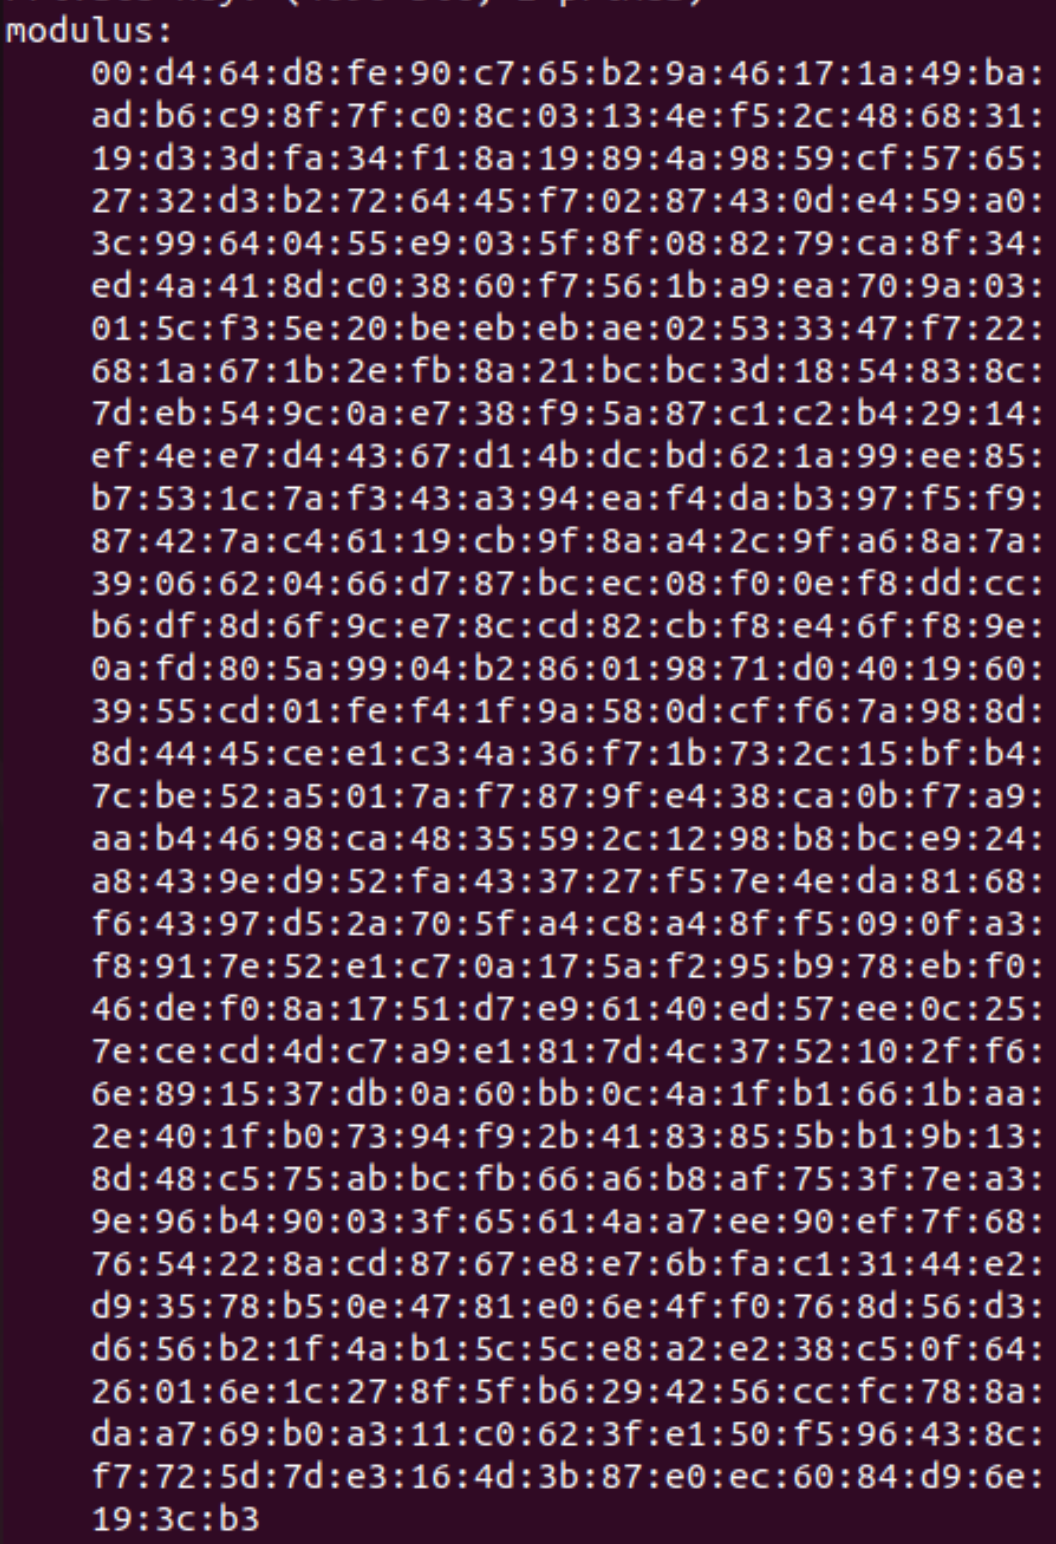 modulus:
00:d4:64:d8:fe:90:c7:65:b2:9a:46:17:1a:49:ba:
ad:b6:c9:8f:7f:c0:8c:03:13:4e:f5:2c:48:68:31:
19:d3:3d:fa:34:f1:8a:19:89:4a:98:59:cf:57:65:
27:32:d3:b2:72:64:45:f7:02:87:43:0d:e4:59:a0:
3c:99:64:04:55:e9:03:5f:8f:08:82:79:ca:8f:34:
ed:4a:41:8d:c0:38:60:f7:56:1b:a9:ea:70:9a:03:
01:5c:f3:5e:20:be:eb:eb:ae:02:53:33:47:f7:22:
68:1a:67:1b:2e:fb:8a:21:bc:bc:3d:18:54:83:8c:
7d:eb:54:9c:0a:e7:38:f9:5a:87:c1:c2:b4:29:14:
ef:4e:e7:d4:43:67:d1:4b:dc:bd:62:1a:99:ee:85:
b7:53:1c:7a:f3:43:a3:94:ea:f4:da:b3:97:f5:f9:
87:42:7a:c4:61:19:cb:9f:8a:a4:2c:9f:a6:8a:7a:
39:06:62:04:66:d7:87:bc:ec:08:f0:0e:f8:dd:cc:
b6:df:8d:6f:9c:e7:8c:cd:82:cb:f8:e4:6f:f8:9e:
0a:fd:80:5a:99:04:b2:86:01:98:71:d0:40:19:60:
39:55:cd:01:fe:f4:1f:9a:58:0d:cf:f6:7a:98:8d:
8d:44:45:ce:e1:c3:4a:36:f7:1b:73:2c:15:bf:b4:
7c:be:52:a5:01:7a:f7:87:9f:e4:38:ca:0b:f7:a9:
aa:b4:46:98:ca:48:35:59:2c:12:98:b8:bc:e9:24:
a8:43:9e:d9:52:fa:43:37:27:f5:7e:4e:da:81:68:
f6:43:97:d5:2a:70:5f:a4:c8:a4:8f:f5:09:0f:a3:
f8:91:7e:52:e1:c7:0a:17:5a:f2:95:b9:78:eb:f0:
46:de:f0:8a:17:51:d7:e9:61:40:ed:57:ee:0c:25:
7e:ce:cd:4d:c7:a9:e1:81:7d:4c:37:52:10:2f:f6:
6e:89:15:37:db:0a:60:bb:0c:4a:1f:b1:66:1b:aa:
2e:40:1f:b0:73:94:f9:2b:41:83:85:5b:b1:9b:13:
8d:48:c5:75:ab:bc:fb:66:a6:b8:af:75:3f:7e:a3:
9e:96:b4:90:03:3f:65:61:4a:a7:ee:90:ef:7f:68:
76:54:22:8a:cd:87:67:e8:e7:6b:fa:c1:31:44:e2:
d9:35:78:b5:0e:47:81:e0:6e:4f:f0:76:8d:56:d3:
d6:56:b2:1f:4a:b1:5c:5c:e8:a2:e2:38:c5:0f:64:
26:01:6e:1c:27:8f:5f:b6:29:42:56:cc:fc:78:8a:
da:a7:69:b0:a3:11:c0:62:3f:e1:50:f5:96:43:8c:
f7:72:5d:7d:e3:16:4d:3b:87:e0:ec:60:84:d9:6e:
19:3c:b3